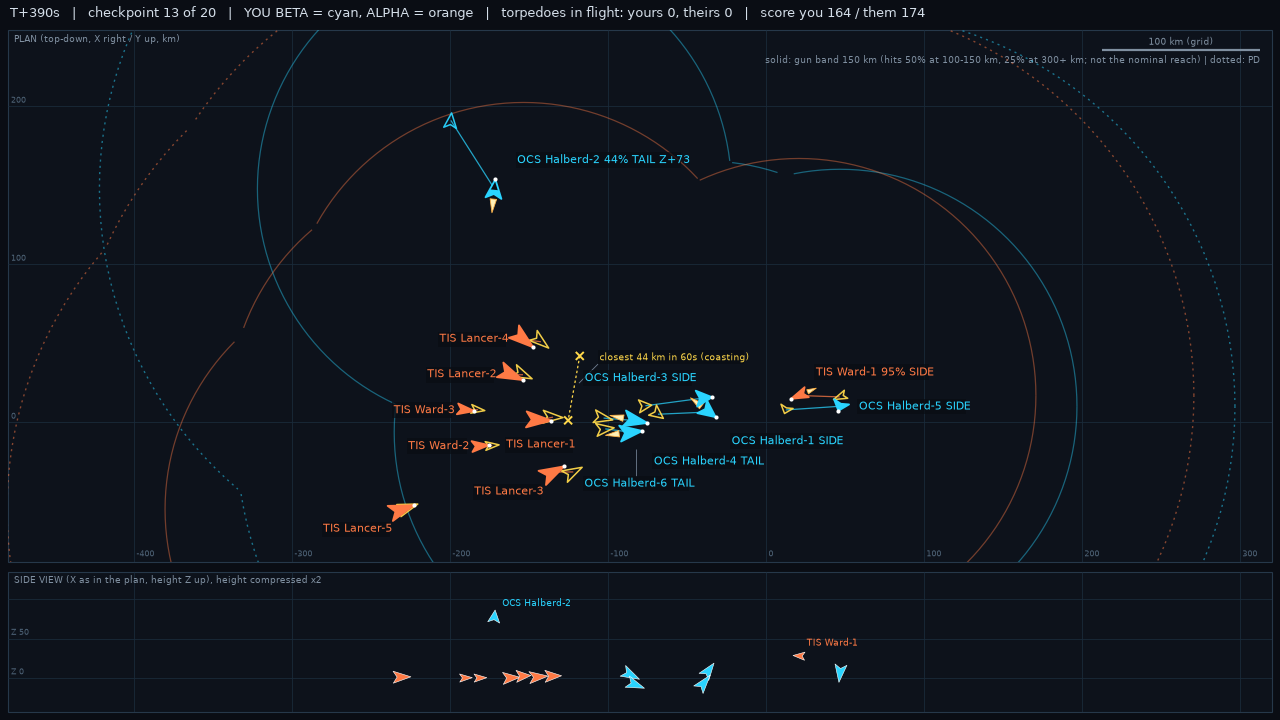 T+390s | checkpoint 13 of 20 | YOU BETA = cyan, ALPHA = orange | torpedoes in flight: yours 0, theirs 0 | score you 164 / them 174
PLAN (top-down, X right / Y up, km)
100 km (grid)
solid: gun band 150 km (hits 50% at 100-150 km, 25% at 300+ km; not the nominal reach) | dotted: PD
200
OCS Halberd-2 44% TAIL Z+73
100
TIS Lancer-4
closest 44 km in 60s (coasting)
TIS Lancer-2
OCS Halberd-3 SIDE
TIS Ward-1 95% SIDE
TIS Ward-3
OCS Halberd-5 SIDE
0
TIS Ward-2
TIS Lancer-1
OCS Halberd-1 SIDE
OCS Halberd-4 TAIL
TIS Lancer-3
OCS Halberd-6 TAIL
TIS Lancer-5
-400
-300
-200
-100
0
100
200
300
SIDE VIEW (X as in the plan, height Z up), height compressed x2
OCS Halberd-2
Z 50
TIS Ward-1
Z 0